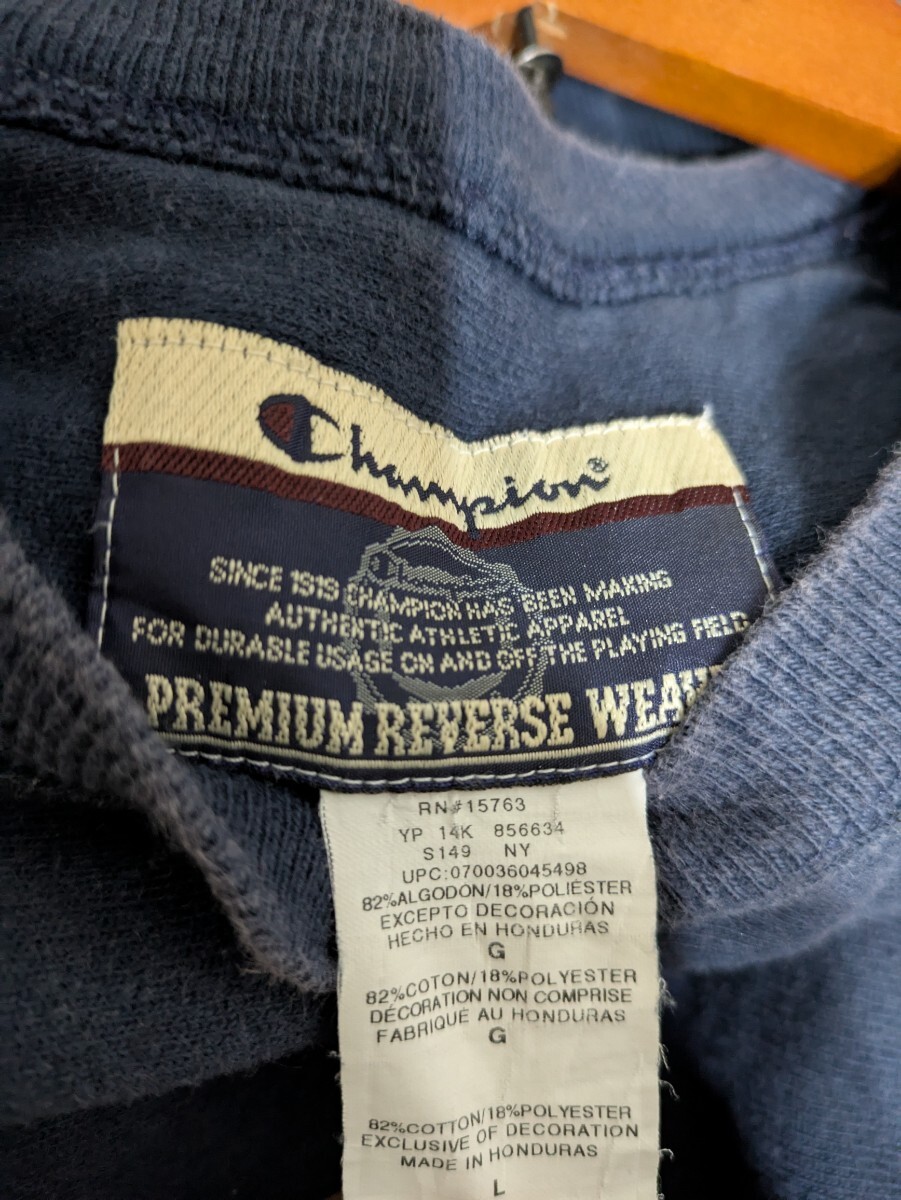 Champion®
SINCE 1919 CHAMPION HAS BEEN MAKING
AUTHENTIC ATHLETIC APPAREL
FOR DURABLE USAGE ON AND OFF THE PLAYING FIELD
PREMIUM REVERSE WEAV
RN#15763
YP 14K 856634
S149 NY
UPC:070036045498
82%ALGODON/18%POLIÉSTER
EXCEPTO DECORACIÓN
HECHO EN HONDURAS
G
82%COTON/18%POLYESTER
DÉCORATION NON COMPRISE
FABRIQUÉ AU HONDURAS
G
82%COTTON/18%POLYESTER
EXCLUSIVE OF DECORATION
MADE IN HONDURAS
L